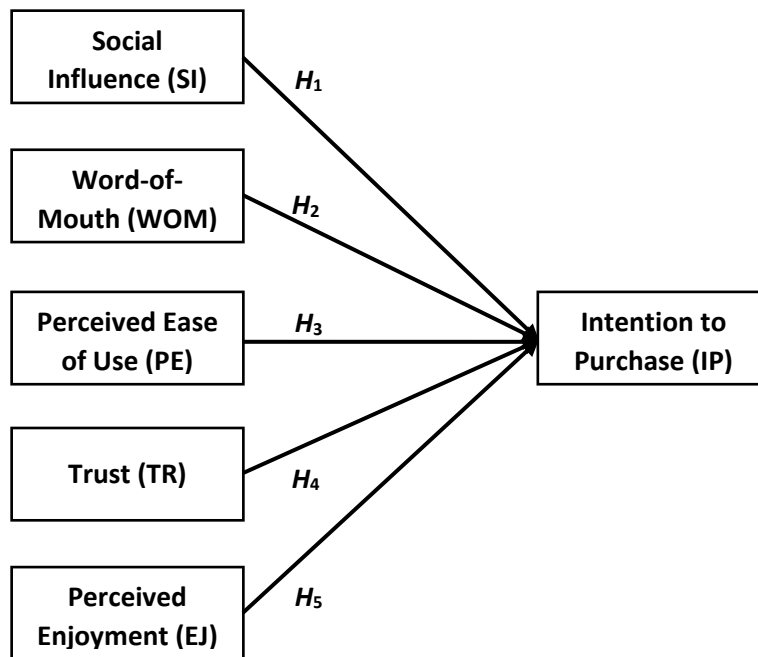 Social
Influence (SI)
H1
Word-of-
Mouth (WOM)
H2
Perceived Ease
of Use (PE)
H3
Intention to
Purchase (IP)
Trust (TR)
H4
Perceived
Enjoyment (EJ)
H5